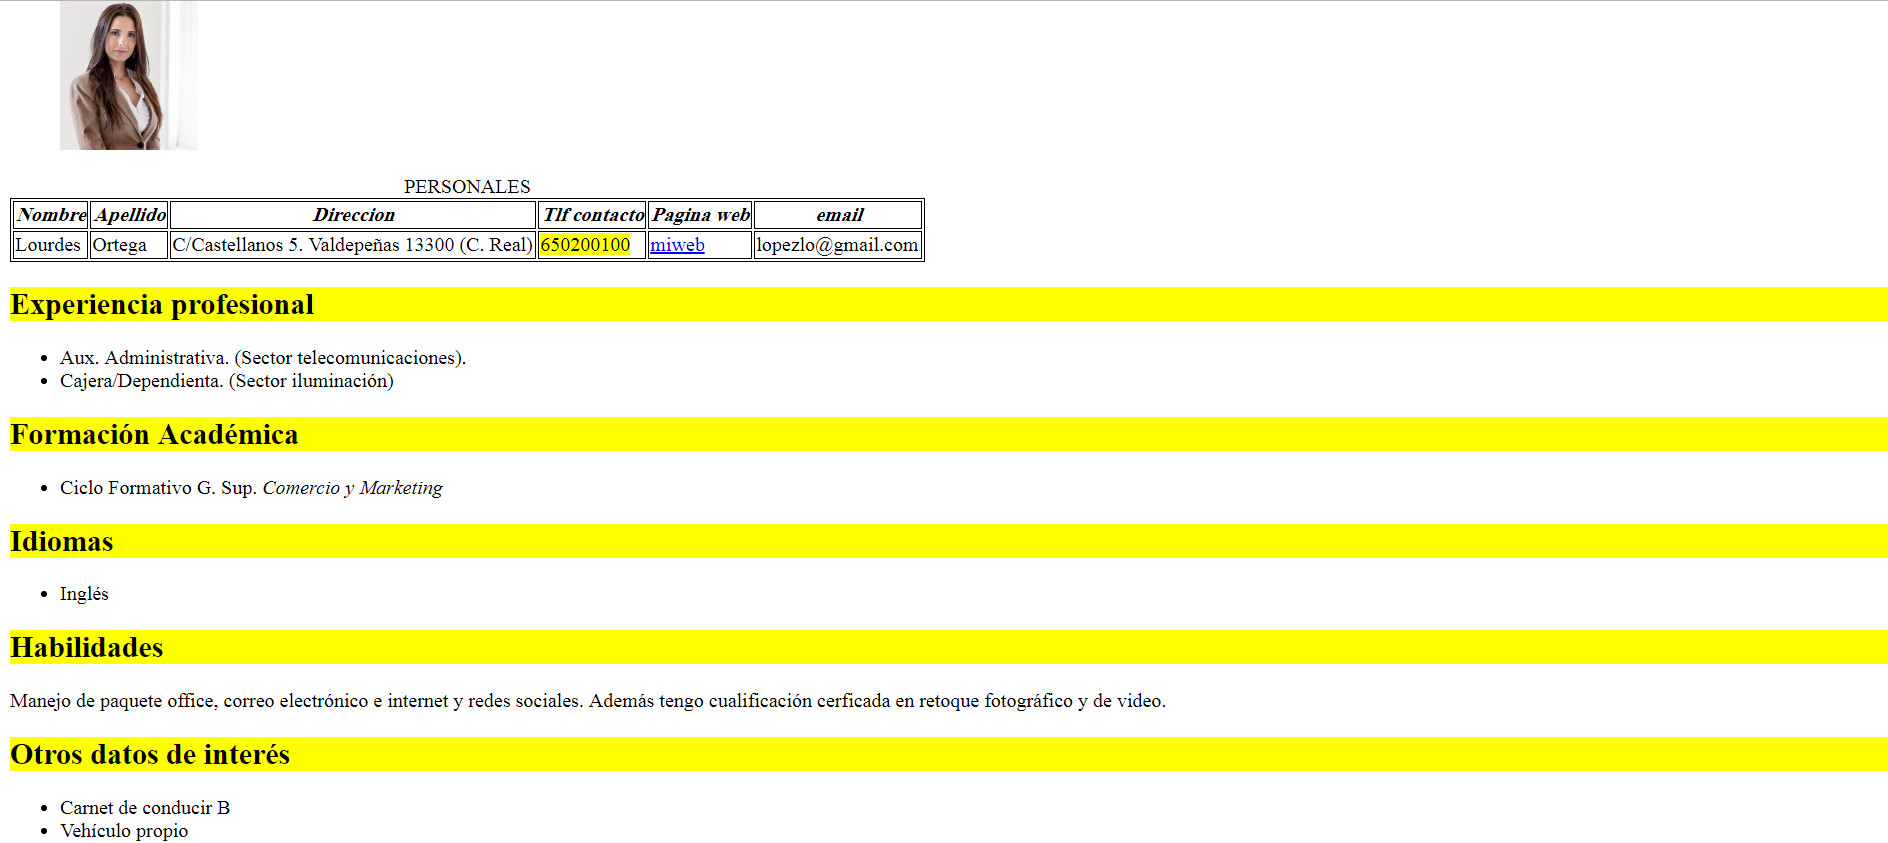 PERSONALES
Nombre Apellido Direccion Tlf contacto Pagina web email
Lourdes Ortega C/Castellanos 5. Valdepeñas 13300 (C. Real) 650200100 miweb lopezlo@gmail.com
Experiencia profesional
Aux. Administrativa. (Sector telecomunicaciones).
Cajera/Dependienta. (Sector iluminación)
Formación Académica
Ciclo Formativo G. Sup. Comercio y Marketing
Idiomas
Inglés
Habilidades
Manejo de paquete office, correo electrónico e internet y redes sociales. Además tengo cualificación cerficada en retoque fotográfico y de video.
Otros datos de interés
Carnet de conducir B
Vehículo propio